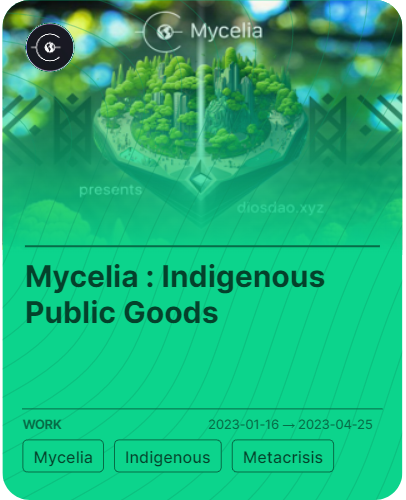 Mycelia
presents
diosdao.xyz
Mycelia : Indigenous
Public Goods
WORK 2023-01-16 → 2023-04-25
Mycelia Indigenous Metacrisis